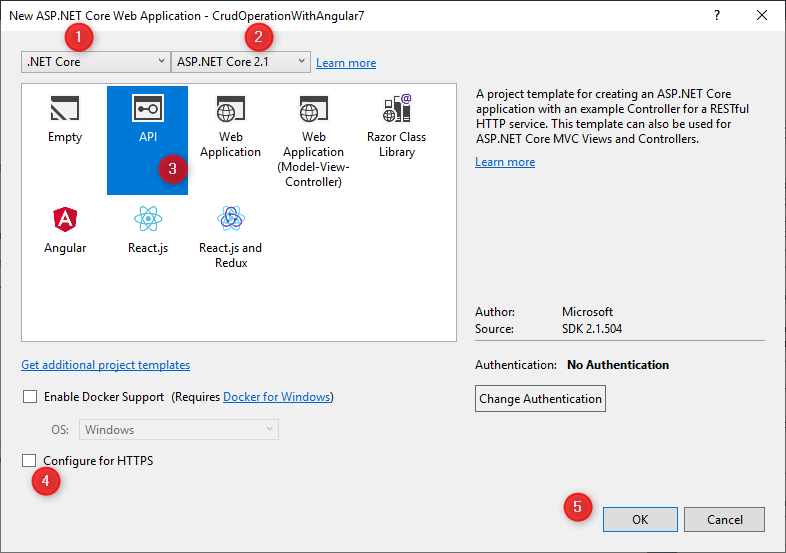 New ASP.NET Core Web Application - CrudOperationWithAngular7
1
2
.NET Core
ASP.NET Core 2.1
Learn more
Empty
API
3
Web
Application
Web
Application
(Model-View-
Controller)
Razor Class
Library
Angular
React.js
React.js and
Redux
A project template for creating an ASP.NET Core
application with an example Controller for a RESTful
HTTP service. This template can also be used for
ASP.NET Core MVC Views and Controllers.
Learn more
Author: Microsoft
Source: SDK 2.1.504
Get additional project templates
Authentication: No Authentication
Change Authentication
Enable Docker Support (Requires Docker for Windows)
OS: Windows
Configure for HTTPS
4
5
OK
Cancel